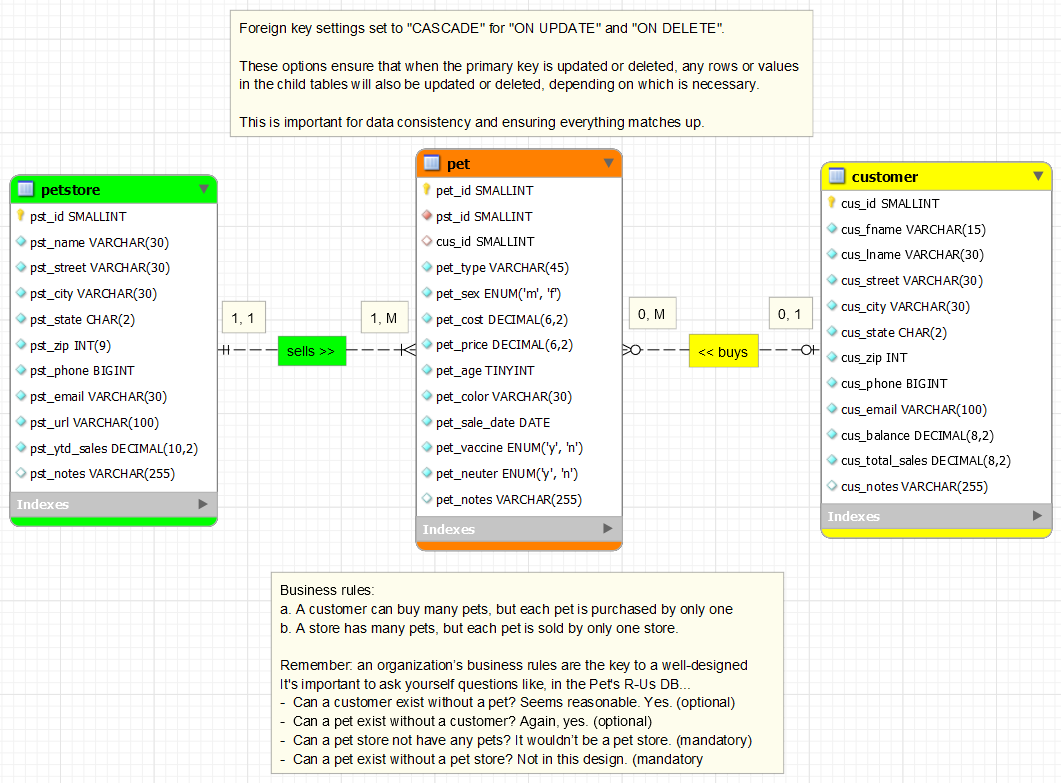 Foreign key settings set to "CASCADE" for "ON UPDATE" and "ON DELETE".
These options ensure that when the primary key is updated or deleted, any rows or values
in the child tables will also be updated or deleted, depending on which is necessary.
This is important for data consistency and ensuring everything matches up.
petstore
pst_id SMALLINT
pst_name VARCHAR(30)
pst_street VARCHAR(30)
pst_city VARCHAR(30)
pst_state CHAR(2)
pst_zip INT(9)
pst_phone BIGINT
pst_email VARCHAR(30)
pst_url VARCHAR(100)
pst_ytd_sales DECIMAL(10,2)
pst_notes VARCHAR(255)
Indexes
1, 1
sells >>
1, M
pet
pet_id SMALLINT
pst_id SMALLINT
cus_id SMALLINT
pet_type VARCHAR(45)
pet_sex ENUM('m', 'f')
pet_cost DECIMAL(6,2)
pet_price DECIMAL(6,2)
pet_age TINYINT
pet_color VARCHAR(30)
pet_sale_date DATE
pet_vaccine ENUM('y', 'n')
pet_neuter ENUM('y', 'n')
pet_notes VARCHAR(255)
Indexes
0, M
<< buys
0, 1
customer
cus_id SMALLINT
cus_fname VARCHAR(15)
cus_lname VARCHAR(30)
cus_street VARCHAR(30)
cus_city VARCHAR(30)
cus_state CHAR(2)
cus_zip INT
cus_phone BIGINT
cus_email VARCHAR(100)
cus_balance DECIMAL(8,2)
cus_total_sales DECIMAL(8,2)
cus_notes VARCHAR(255)
Indexes
Business rules:
a. A customer can buy many pets, but each pet is purchased by only one
b. A store has many pets, but each pet is sold by only one store.
Remember: an organization's business rules are the key to a well-designed
It's important to ask yourself questions like, in the Pet's R-Us DB...
- Can a customer exist without a pet? Seems reasonable. Yes. (optional)
- Can a pet exist without a customer? Again, yes. (optional)
- Can a pet store not have any pets? It wouldn't be a pet store. (mandatory)
- Can a pet exist without a pet store? Not in this design. (mandatory